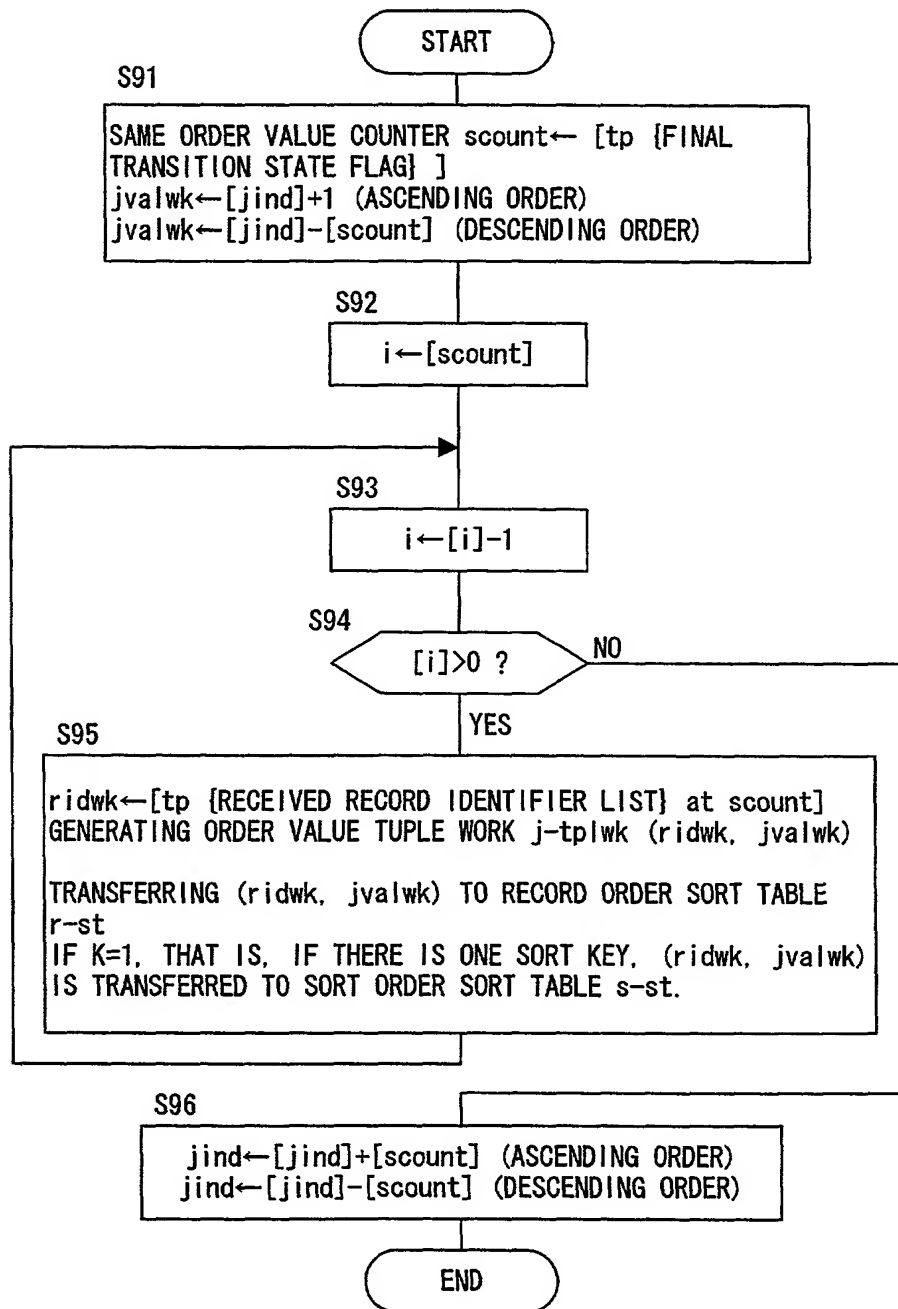 START
S91
SAME ORDER VALUE COUNTER scount← [tp {FINAL
TRANSITION STATE FLAG} ]
jvalwk←[jind]+1 (ASCENDING ORDER)
jvalwk←[jind]-[scount] (DESCENDING ORDER)
S92
i←[scount]
S93
i←[i]-1
S94
[i]>0 ?
NO
YES
S95
ridwk←[tp {RECEIVED RECORD IDENTIFIER LIST} at scount]
GENERATING ORDER VALUE TUPLE WORK j-tplwk (ridwk, jvalwk)
TRANSFERRING (ridwk, jvalwk) TO RECORD ORDER SORT TABLE
r-st
IF K=1, THAT IS, IF THERE IS ONE SORT KEY, (ridwk, jvalwk)
IS TRANSFERRED TO SORT ORDER SORT TABLE s-st.
S96
jind←[jind]+[scount] (ASCENDING ORDER)
jind←[jind]-[scount] (DESCENDING ORDER)
END